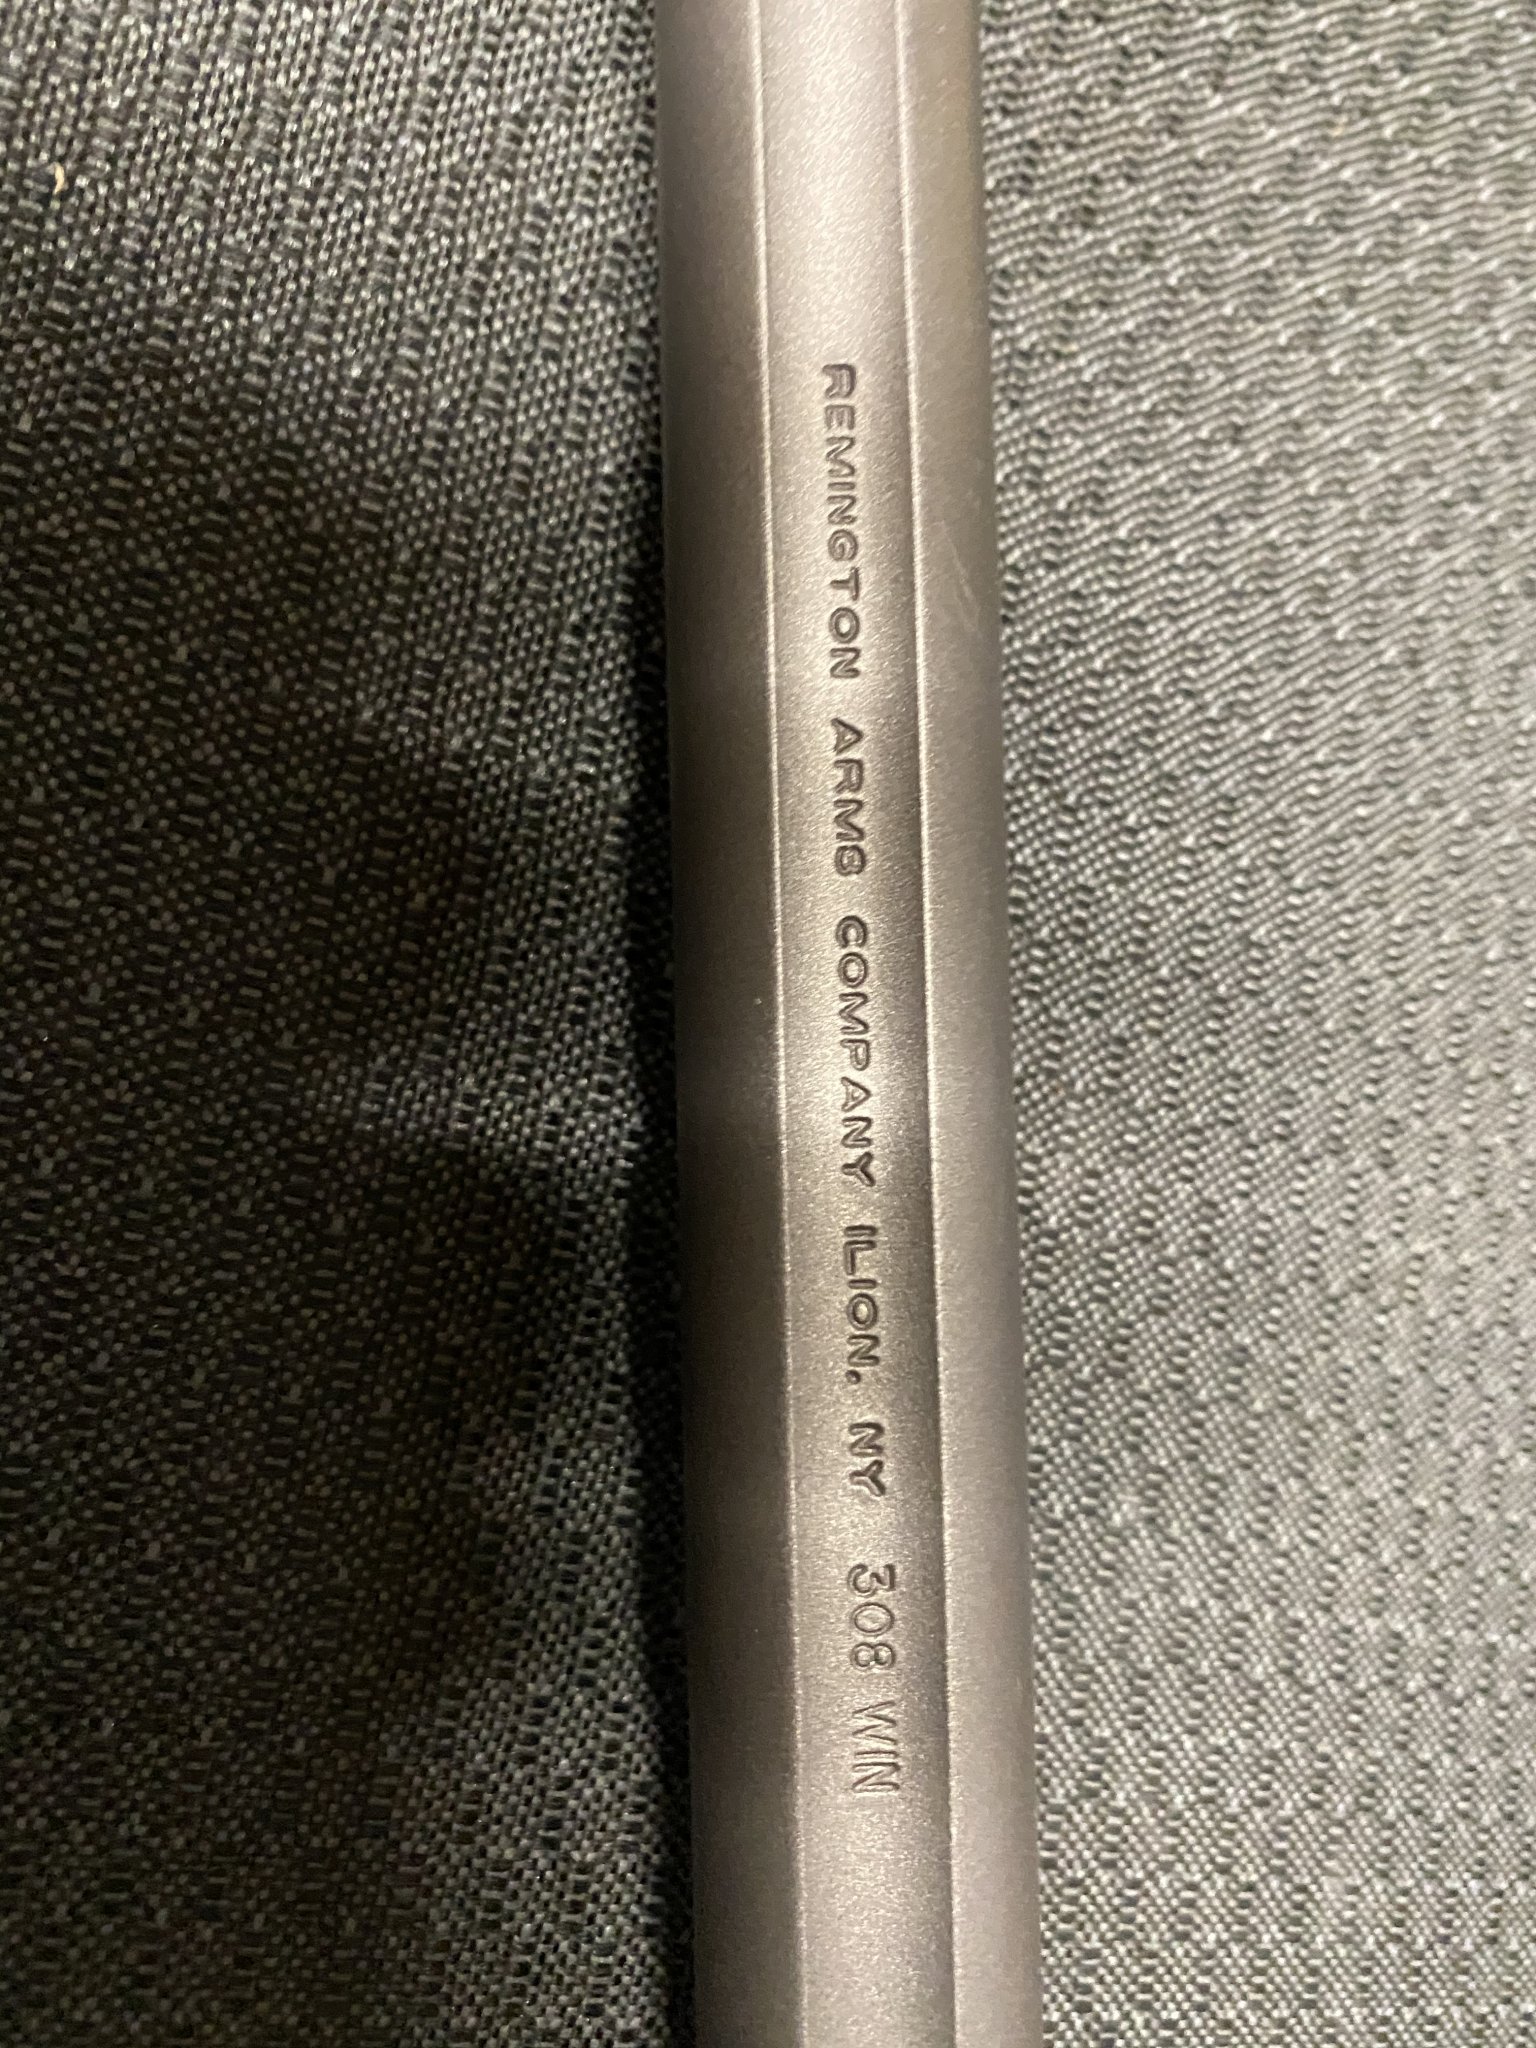 REMINGTON ARMS COMPANY ILION, NY 308 WIN